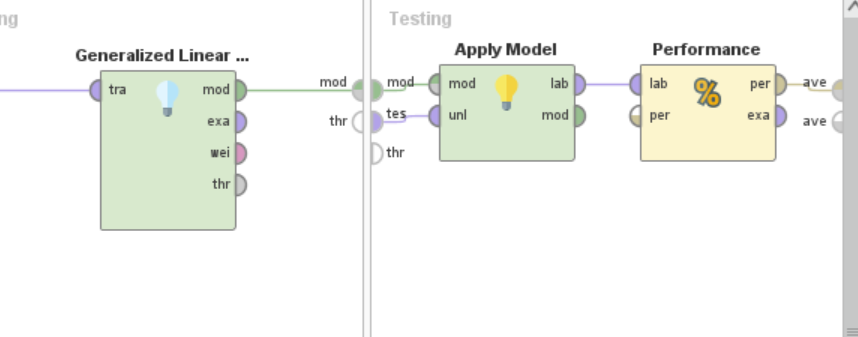 ng
Testing
Generalized Linear ...
tra
mod
exa
wei
thr
mod
thr
mod
tes
thr
Apply Model
mod
lab
unl
mod
Performance
lab
per
per
exa
%
ave
ave